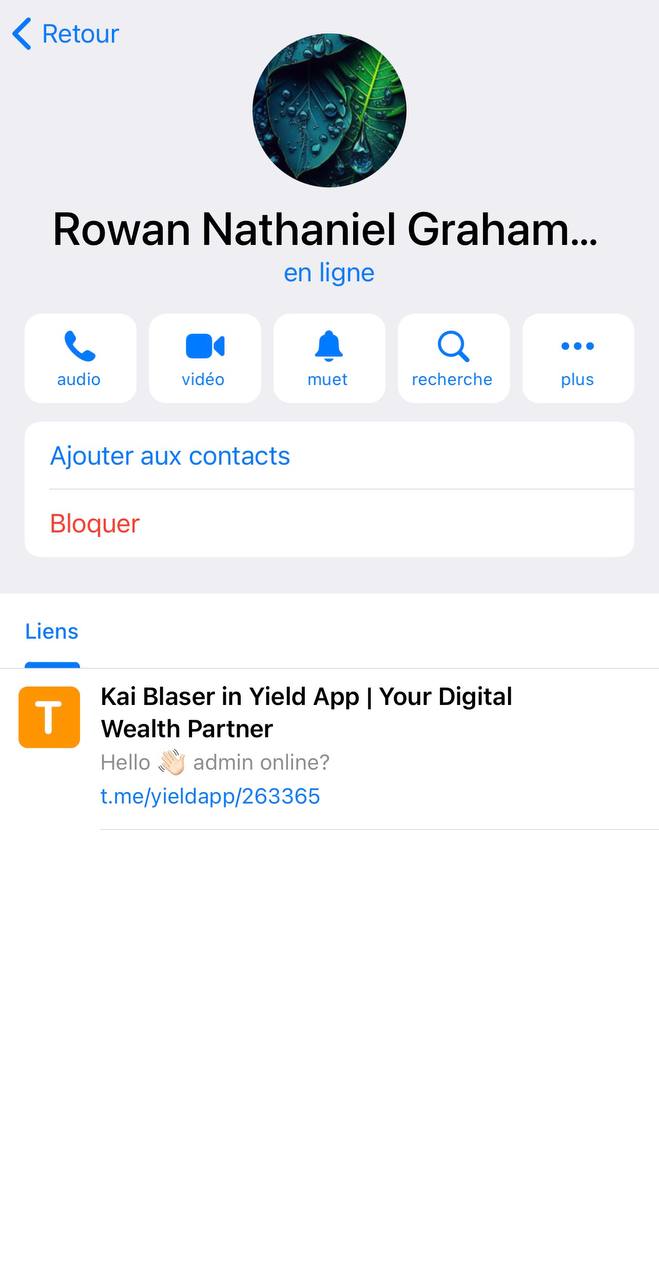 Retour
Rowan Nathaniel Graham...
en ligne
audio
vidéo
muet
recherche
plus
Ajouter aux contacts
Bloquer
Liens
T
Kai Blaser in Yield App | Your Digital
Wealth Partner
Hello 👋🏻 admin online?
t.me/yieldapp/263365